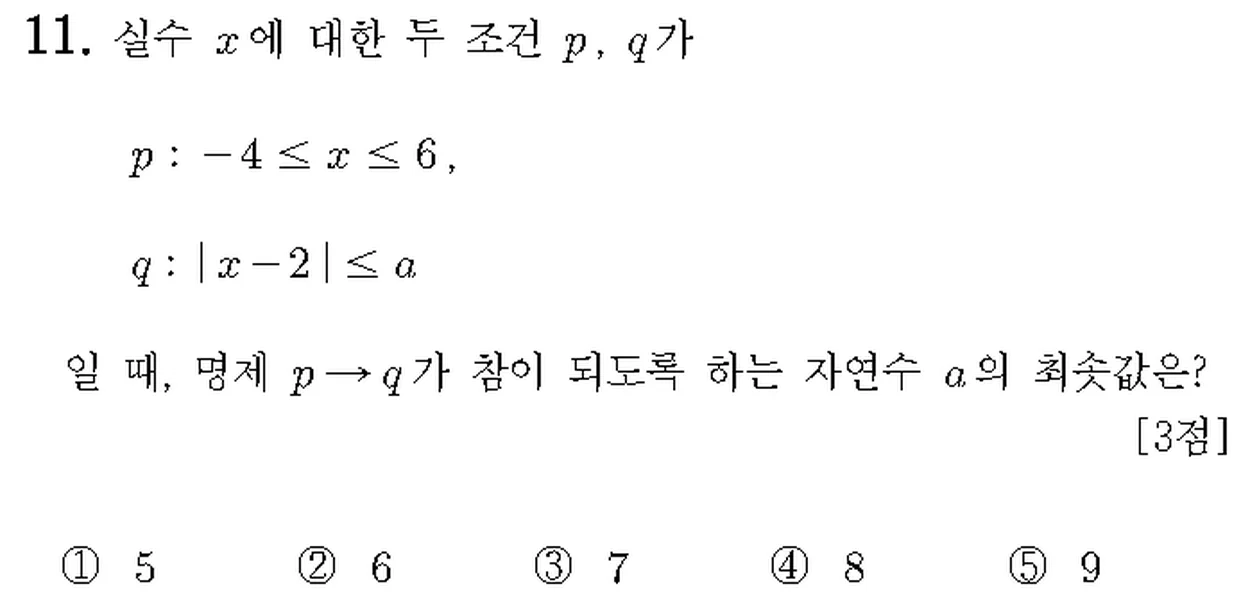 11. 실수 x에 대한 두 조건 p, q가
p : −4 ≤ x ≤ 6,
q : |x−2| ≤ a
일 때, 명제 p → q가 참이 되도록 하는 자연수 a의 최솟값은?
[3점]
① 5 ② 6 ③ 7 ④ 8 ⑤ 9